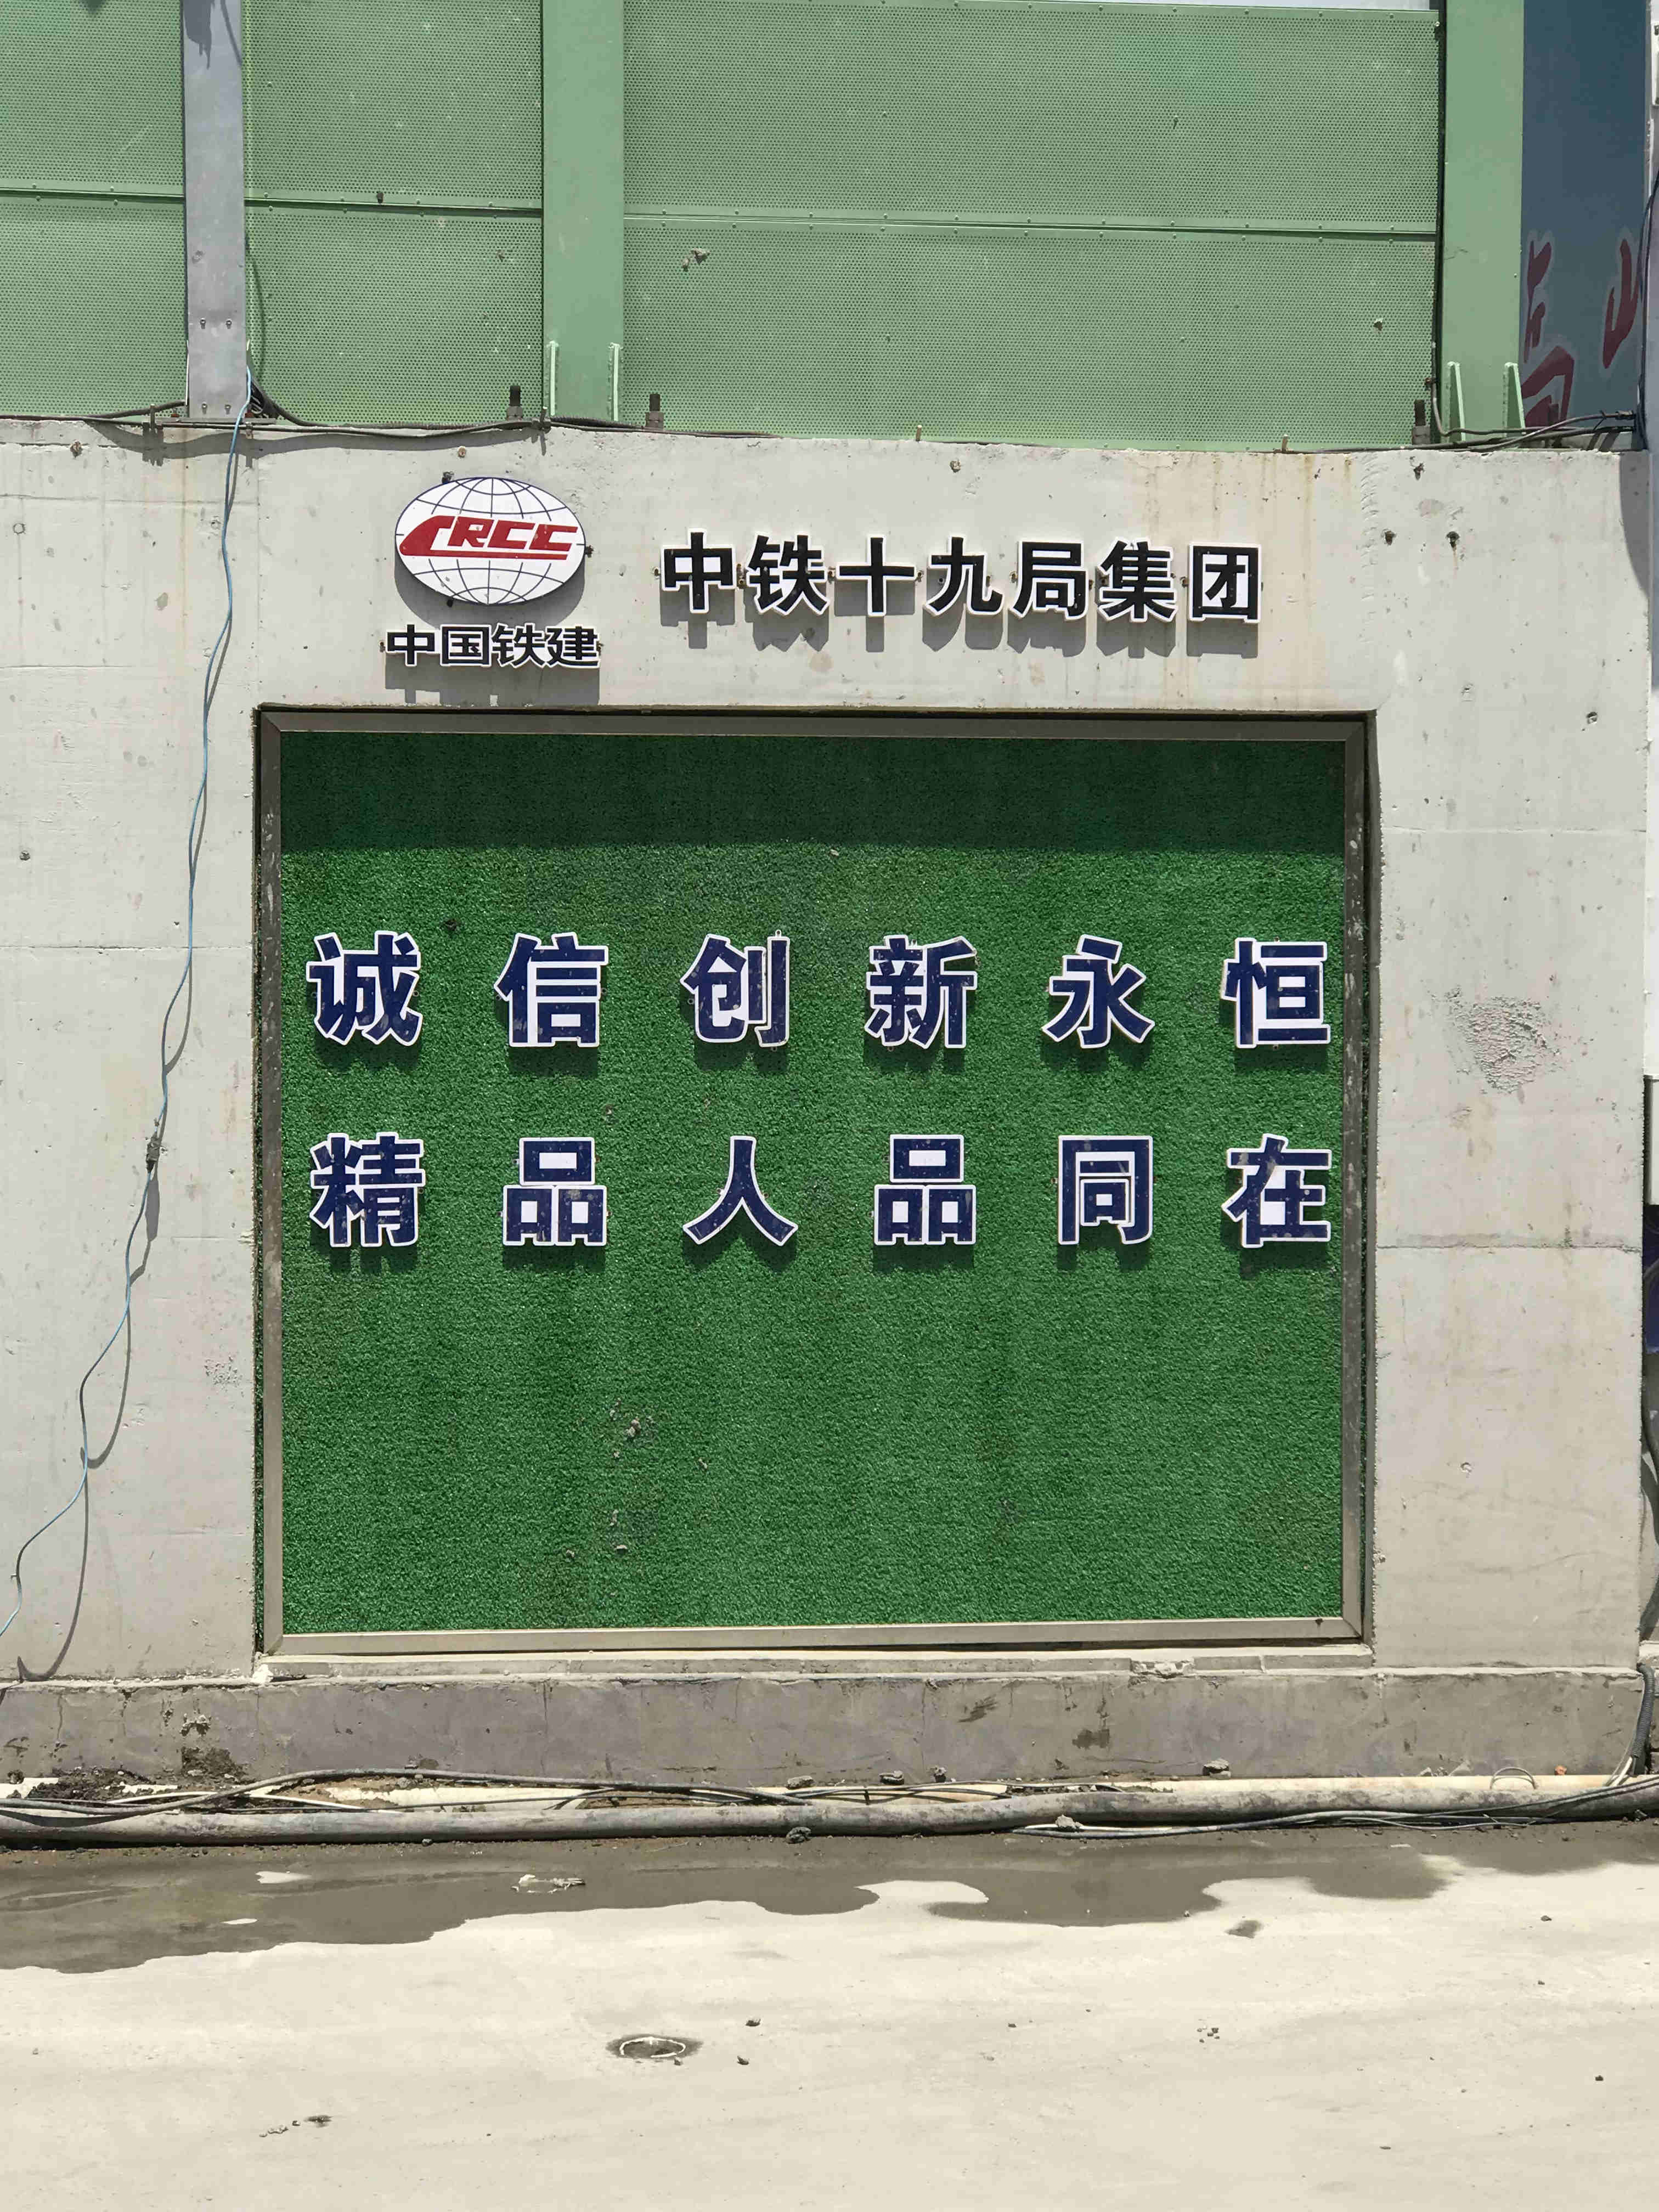 CRCC
中国铁建
中铁十九局集团
诚信创新永恒
精品人品同在